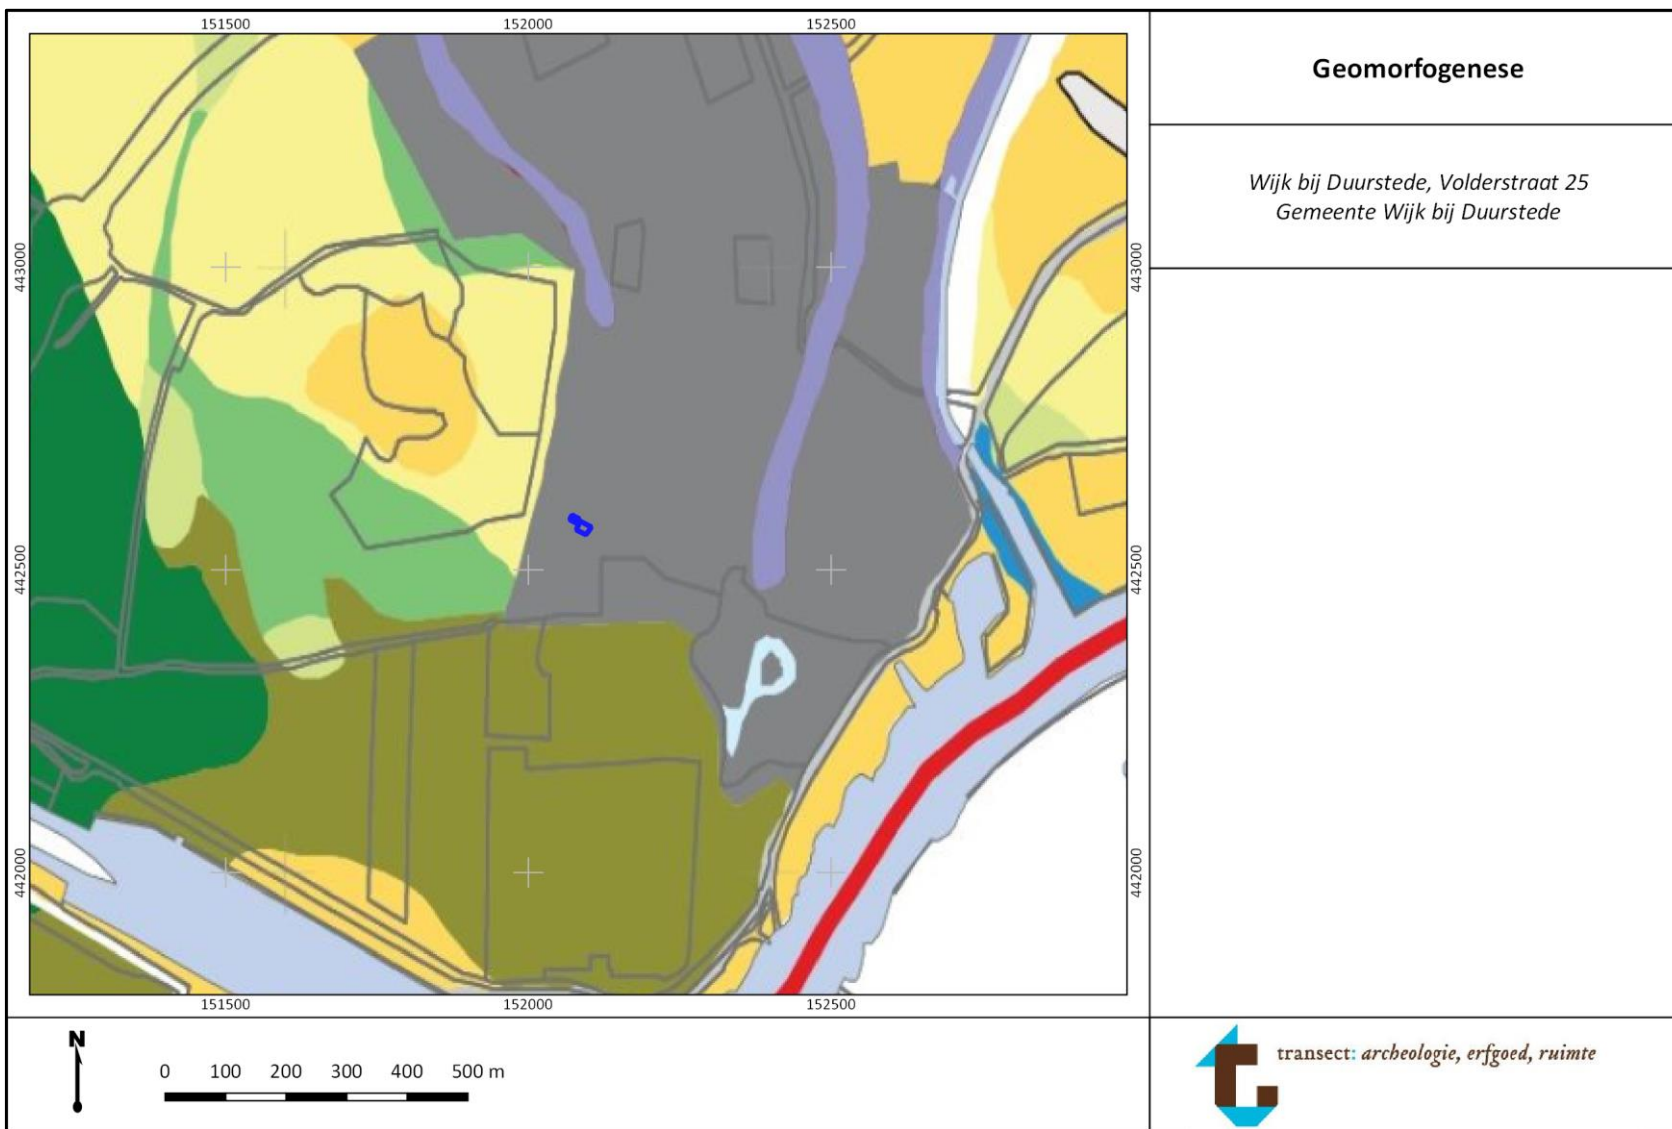 151500 152000 152500
Geomorfogenese
Wijk bij Duurstede, Volderstraat 25
Gemeente Wijk bij Duurstede
443000 443000
442500 442500
442000 442000
151500 152000 152500
N
0 100 200 300 400 500 m
transect: archeologie, erfgoed, ruimte